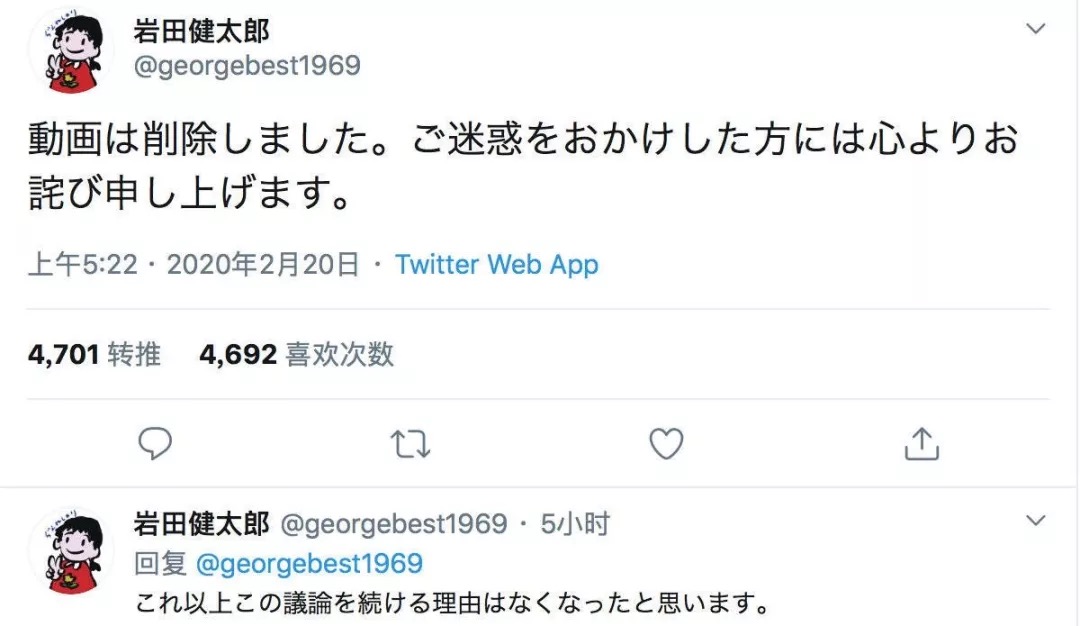 岩田健太郎
@georgebest1969
動画は削除しました。ご迷惑をおかけした方には心よりお
詫び申し上げます。
上午5:22 · 2020年2月20日 · Twitter Web App
4,701 转推 4,692 喜欢次数
岩田健太郎 @georgebest1969 · 5小时
回复 @georgebest1969
これ以上この議論を続ける理由はなくなったと思います。